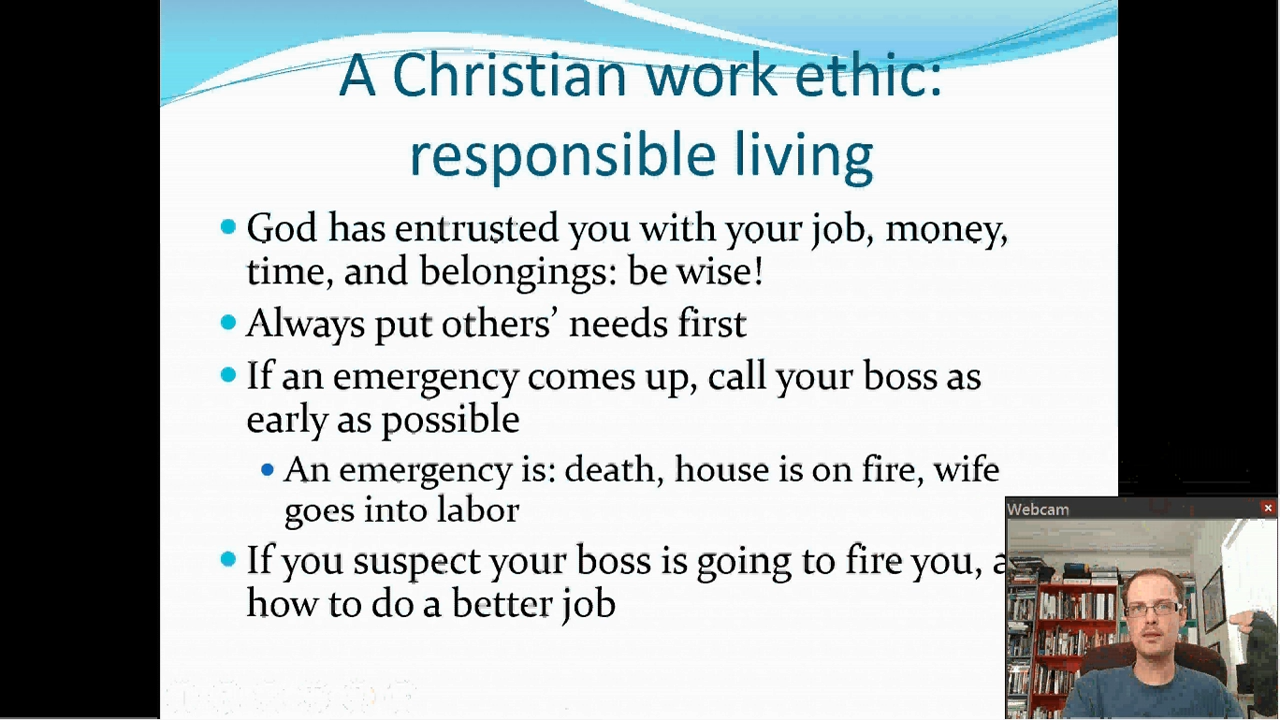 A Christian work ethic:
responsible living
God has entrusted you with your job, money,
time, and belongings: be wise!
Always put others’ needs first
If an emergency comes up, call your boss as
early as possible
An emergency is: death, house is on fire, wife
goes into labor
Webcam
If you suspect your boss is going to fire you,
how to do a better job